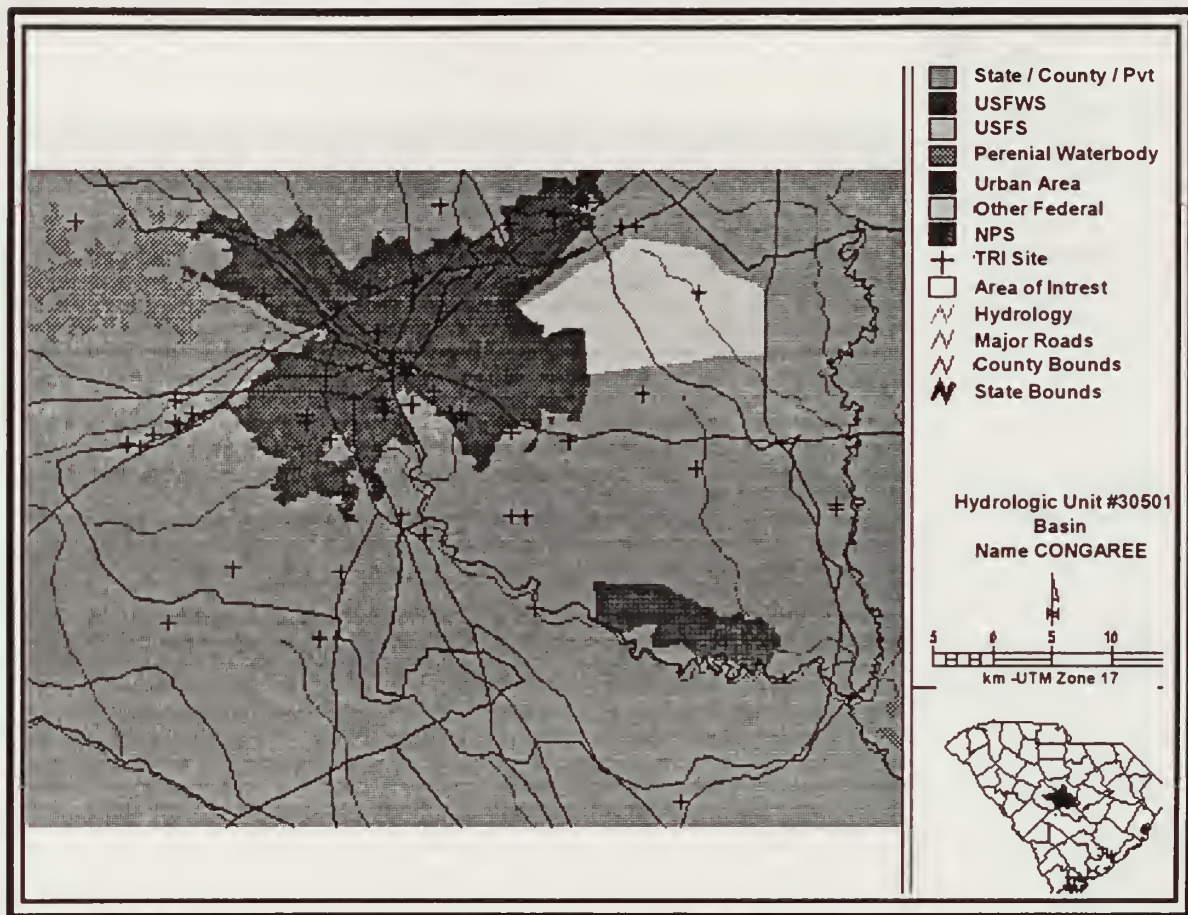 State / County / Pvt
USFWS
USFS
Perenial Waterbody
Urban Area
Other Federal
NPS
TRI Site
Area of Intrest
Hydrology
Major Roads
County Bounds
State Bounds
Hydrologic Unit #30501
Basin
Name CONGAREE
5 0 5 10
km -UTM Zone 17